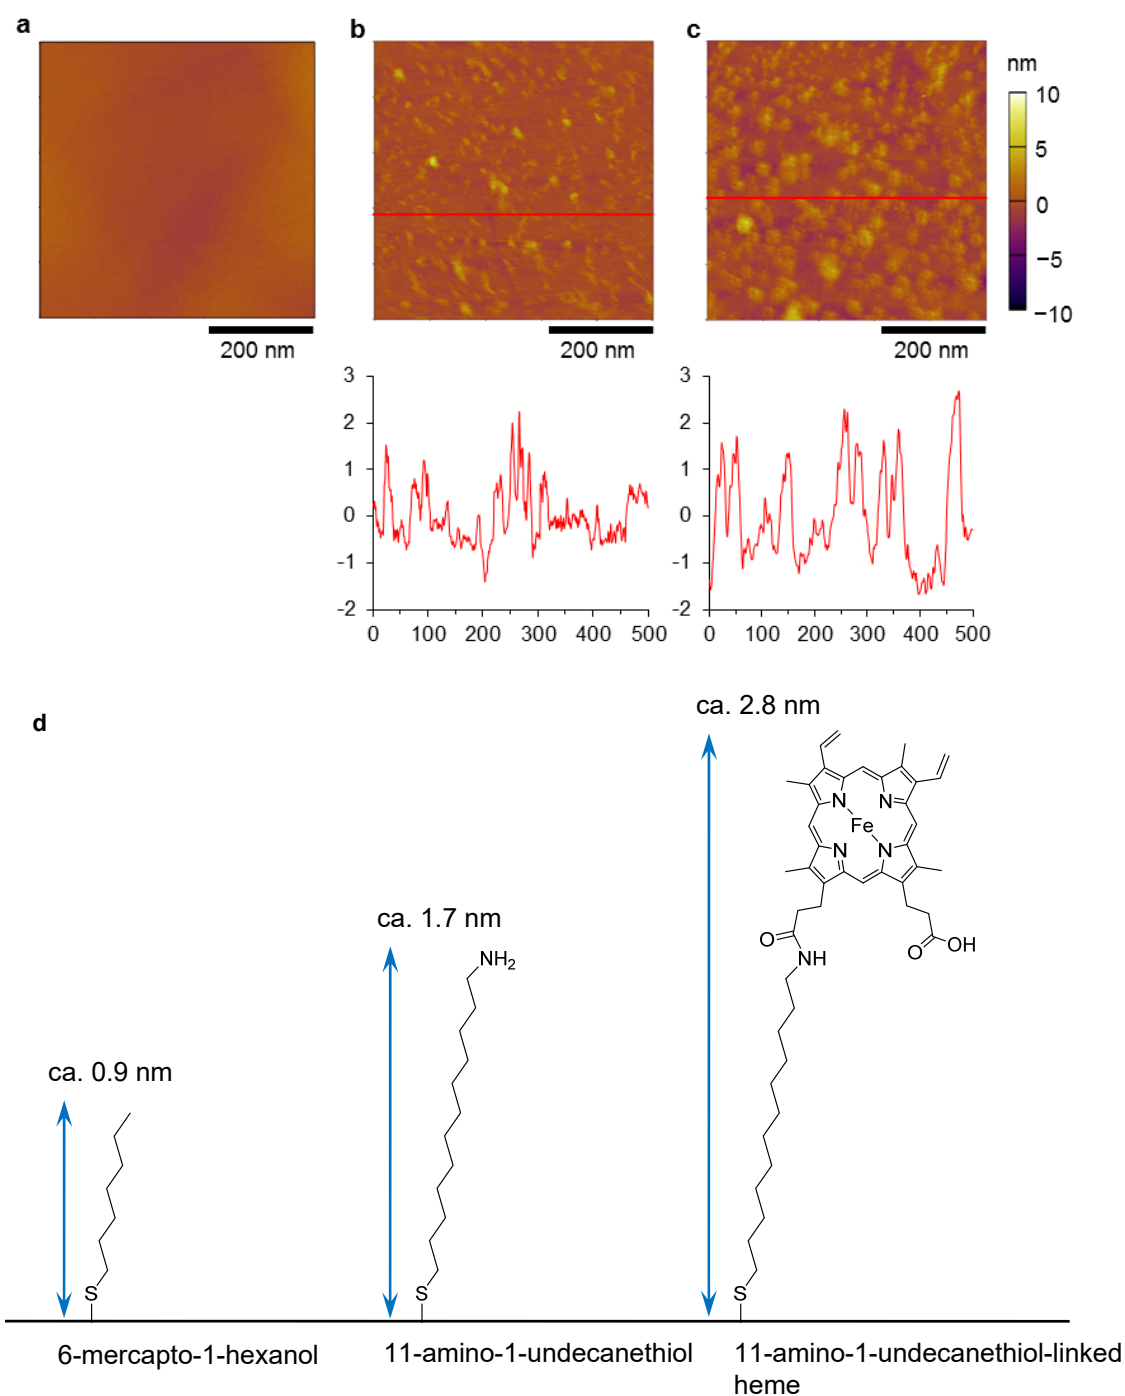 a
b
c
nm
10
5
0
−5
−10
200 nm
200 nm
200 nm
3
2
1
0
-1
-2
0 100 200 300 400 500
3
2
1
0
-1
-2
0 100 200 300 400 500
d
ca. 2.8 nm
N N
Fe
N N
O
NH
O OH
ca. 1.7 nm
NH2
ca. 0.9 nm
S
S
S
6-mercapto-1-hexanol
11-amino-1-undecanethiol
11-amino-1-undecanethiol-linked
heme